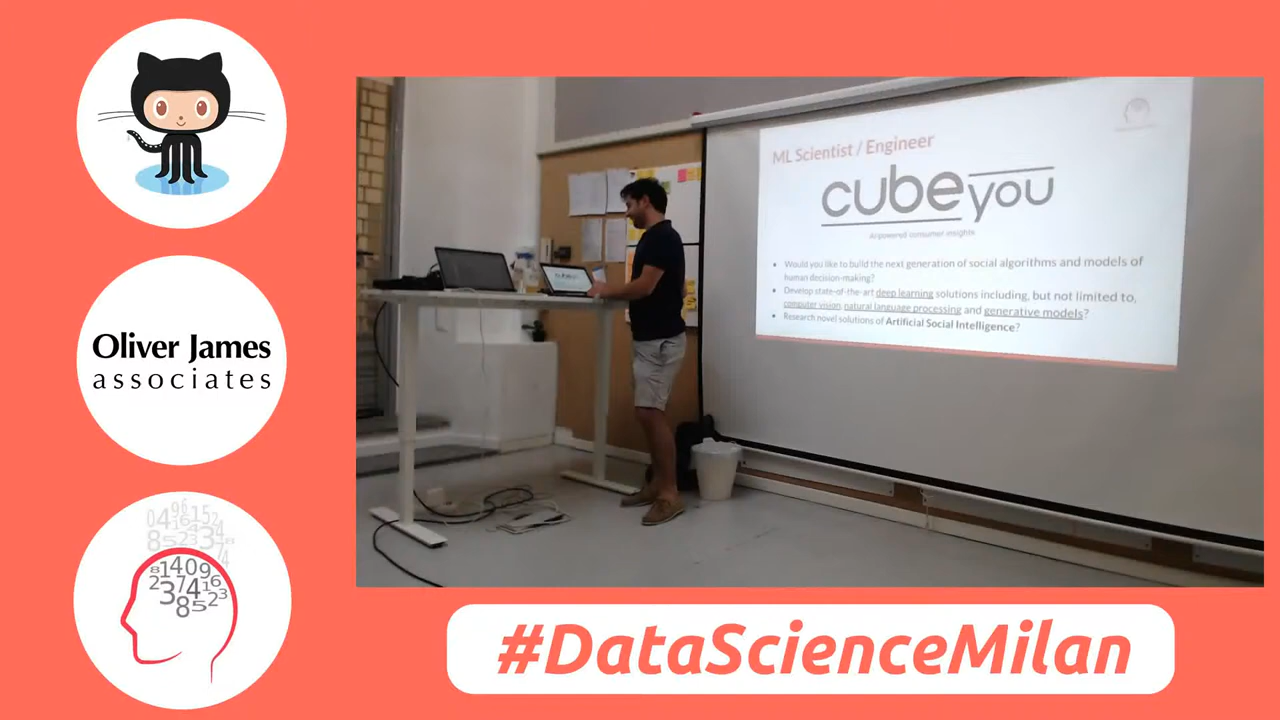 Oliver James
associates
ML Scientist / Engineer
cubeyou
AI-powered consumer insights
Would you like to build the next generation of social algorithms and models of
human decision-making?
Develop state-of-the-art deep learning solutions including, but not limited to,
computer vision, natural language processing and generative models?
Research novel solutions of Artificial Social Intelligence?
#DataScienceMilan